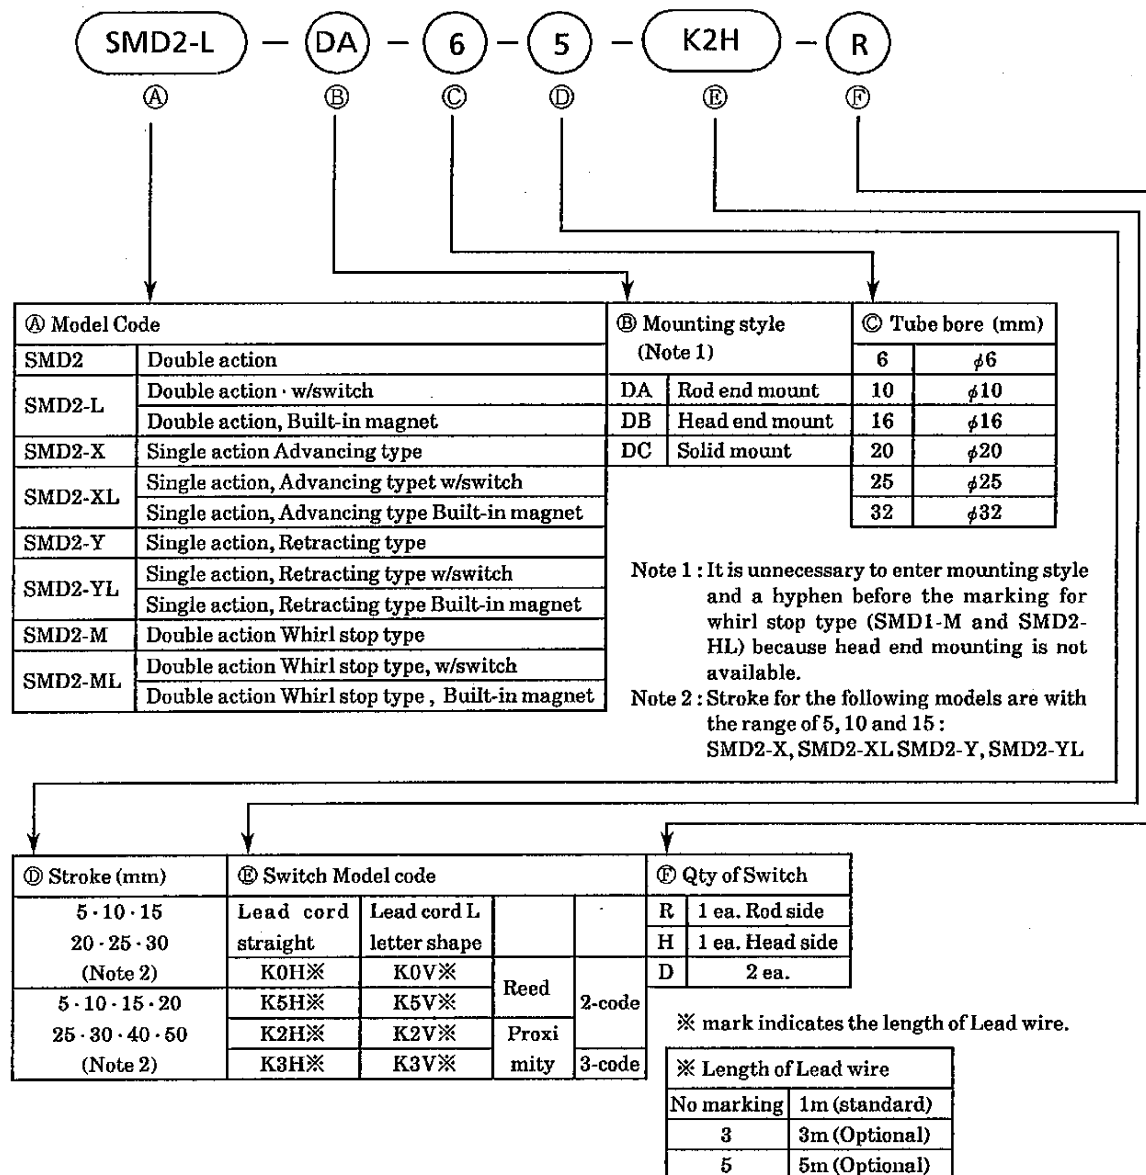 SMD2-L - DA - 6 - 5 - K2H - R
Ⓐ Ⓑ Ⓒ Ⓓ Ⓔ Ⓕ
Ⓐ Model Code
SMD2 Double action
SMD2-L Double action · w/switch
Double action, Built-in magnet
SMD2-X Single action Advancing type
SMD2-XL Single action, Advancing typet w/switch
Single action, Advancing type Built-in magnet
SMD2-Y Single action, Retracting type
SMD2-YL Single action, Retracting type w/switch
Single action, Retracting type Built-in magnet
SMD2-M Double action Whirl stop type
SMD2-ML Double action Whirl stop type, w/switch
Double action Whirl stop type , Built-in magnet
Ⓑ Mounting style
(Note 1)
DA Rod end mount
DB Head end mount
DC Solid mount
Ⓒ Tube bore (mm)
6 ϕ6
10 ϕ10
16 ϕ16
20 ϕ20
25 ϕ25
32 ϕ32
Note 1 : It is unnecessary to enter mounting style
and a hyphen before the marking for
whirl stop type (SMD1-M and SMD2-
HL) because head end mounting is not
available.
Note 2 : Stroke for the following models are with
the range of 5, 10 and 15 :
SMD2-X, SMD2-XL SMD2-Y, SMD2-YL
Ⓓ Stroke (mm)
5 · 10 · 15
20 · 25 · 30
(Note 2)
5 · 10 · 15 · 20
25 · 30 · 40 · 50
(Note 2)
Ⓔ Switch Model code
Lead cord Lead cord L
straight letter shape
K0H※ K0V※ Reed 2-code
K5H※ K5V※
K2H※ K2V※ Proxi
K3H※ K3V※ mity 3-code
Ⓕ Qty of Switch
R 1 ea. Rod side
H 1 ea. Head side
D 2 ea.
※ mark indicates the length of Lead wire.
※ Length of Lead wire
No marking 1m (standard)
3 3m (Optional)
5 5m (Optional)